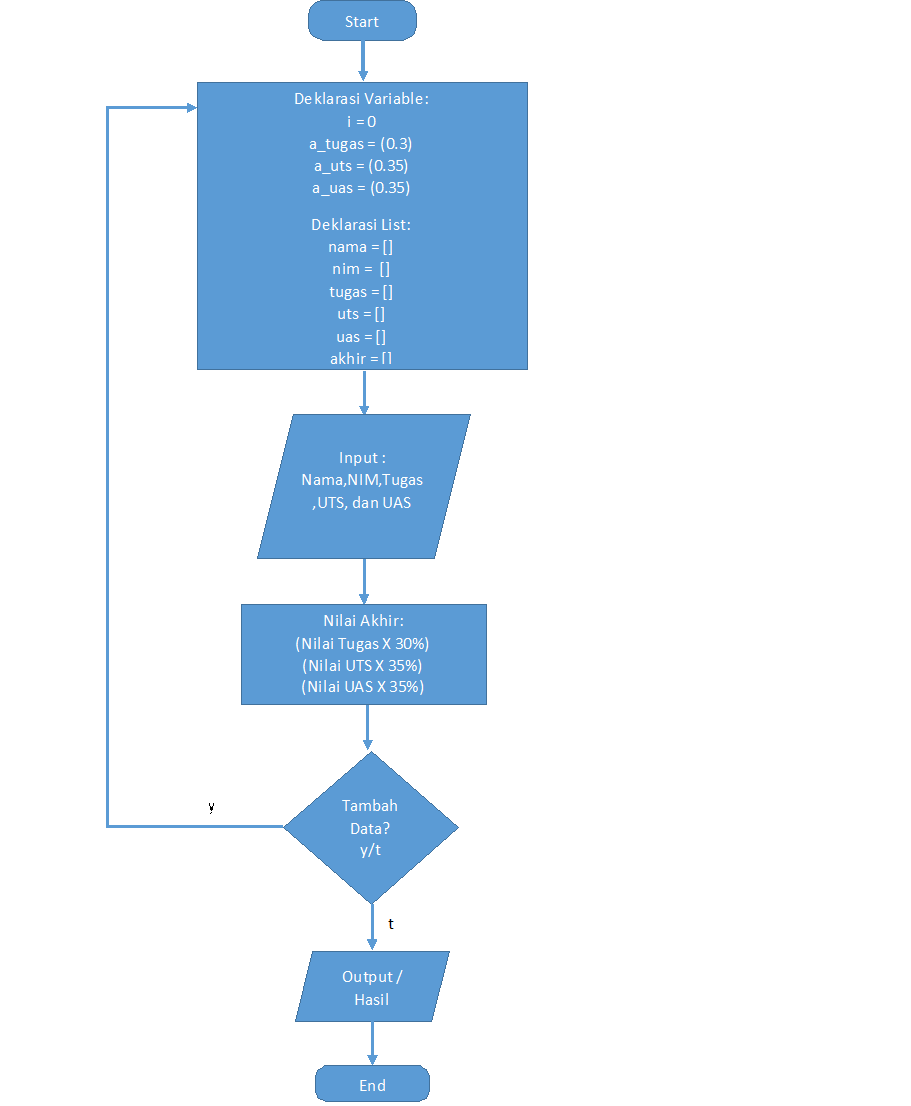 Start
Deklarasi Variable:
i = 0
a_tugas = (0.3)
a_uts = (0.35)
a_uas = (0.35)
Deklarasi List:
nama = []
nim = []
tugas = []
uts = []
uas = []
akhir = []
Input :
Nama,NIM,Tugas
,UTS, dan UAS
Nilai Akhir:
(Nilai Tugas X 30%)
(Nilai UTS X 35%)
(Nilai UAS X 35%)
Tambah
Data?
y/t
y
t
Output /
Hasil
End